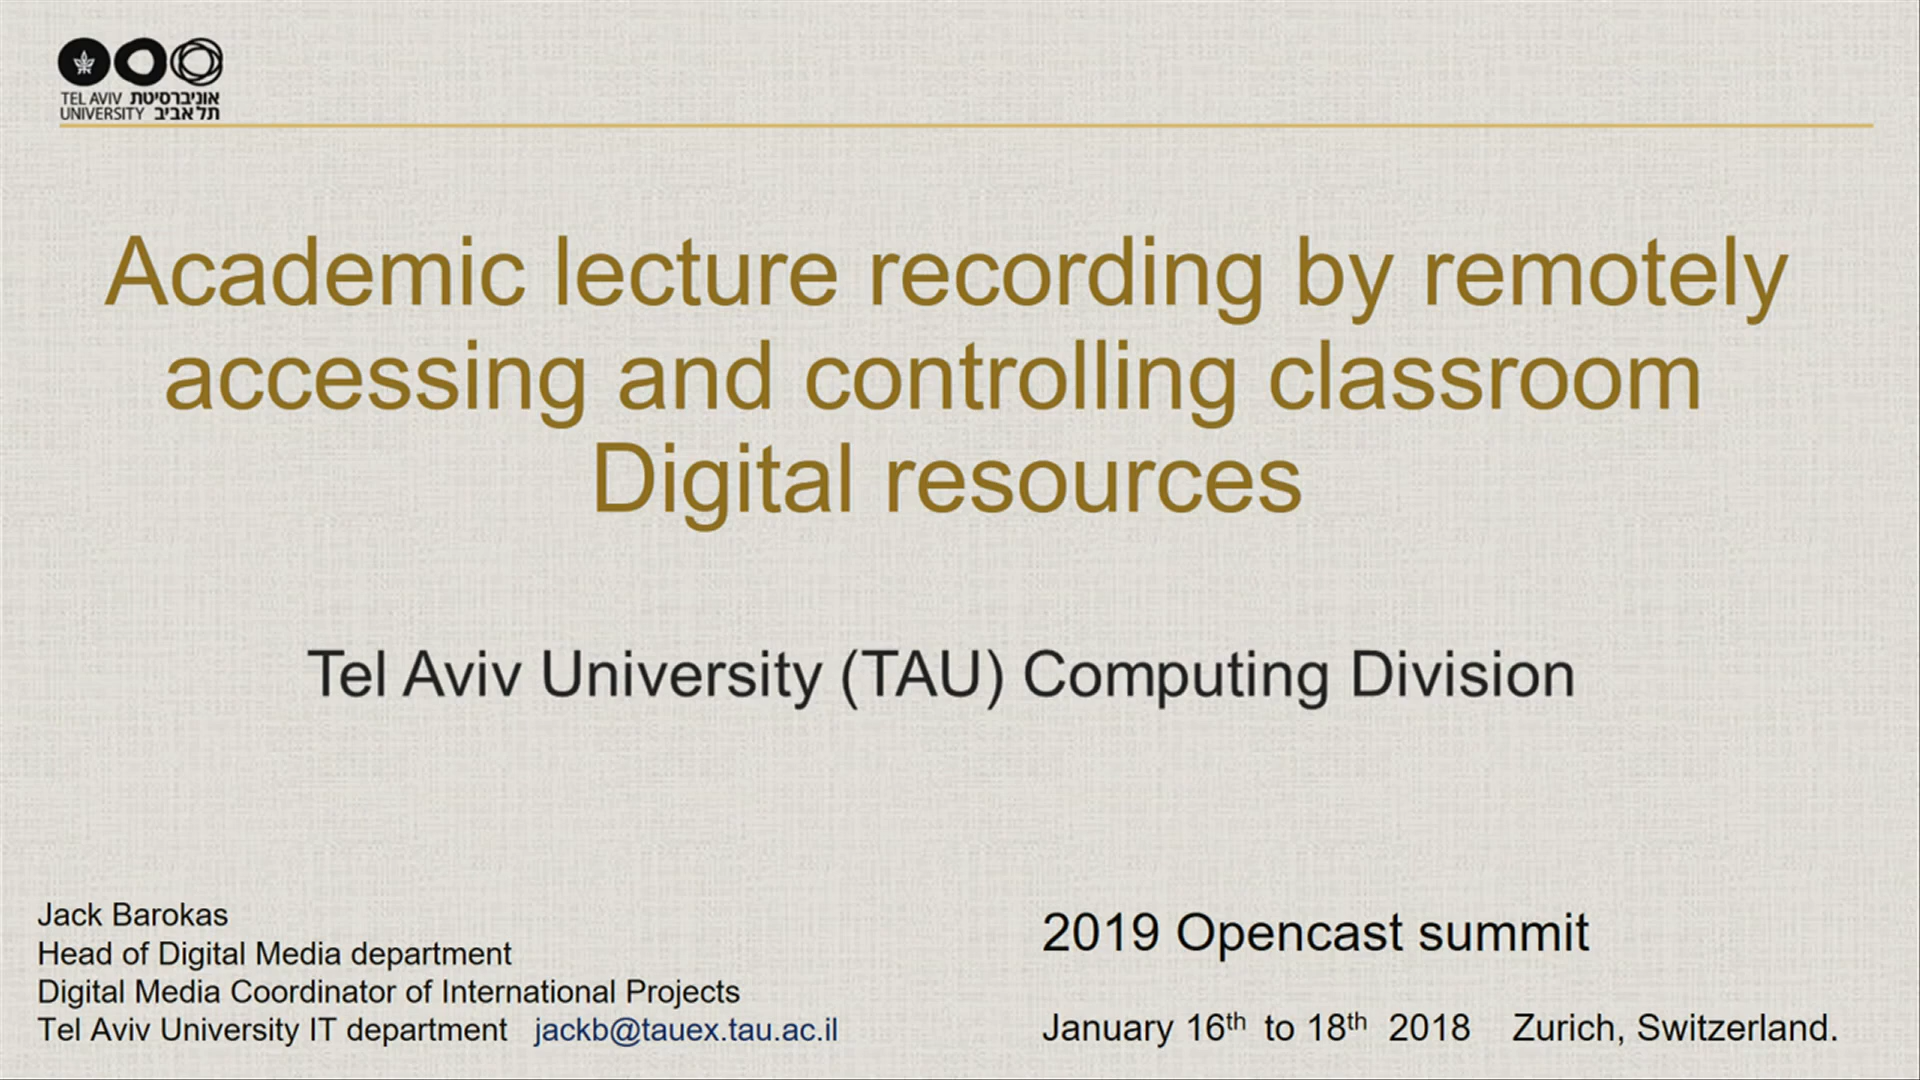 TEL AVIV אוניברסיטת
UNIVERSITY תל אביב
Academic lecture recording by remotely
accessing and controlling classroom
Digital resources
Tel Aviv University (TAU) Computing Division
Jack Barokas
Head of Digital Media department
Digital Media Coordinator of International Projects
Tel Aviv University IT department jackb@tauex.tau.ac.il
2019 Opencast summit
January 16th to 18th 2018 Zurich, Switzerland.